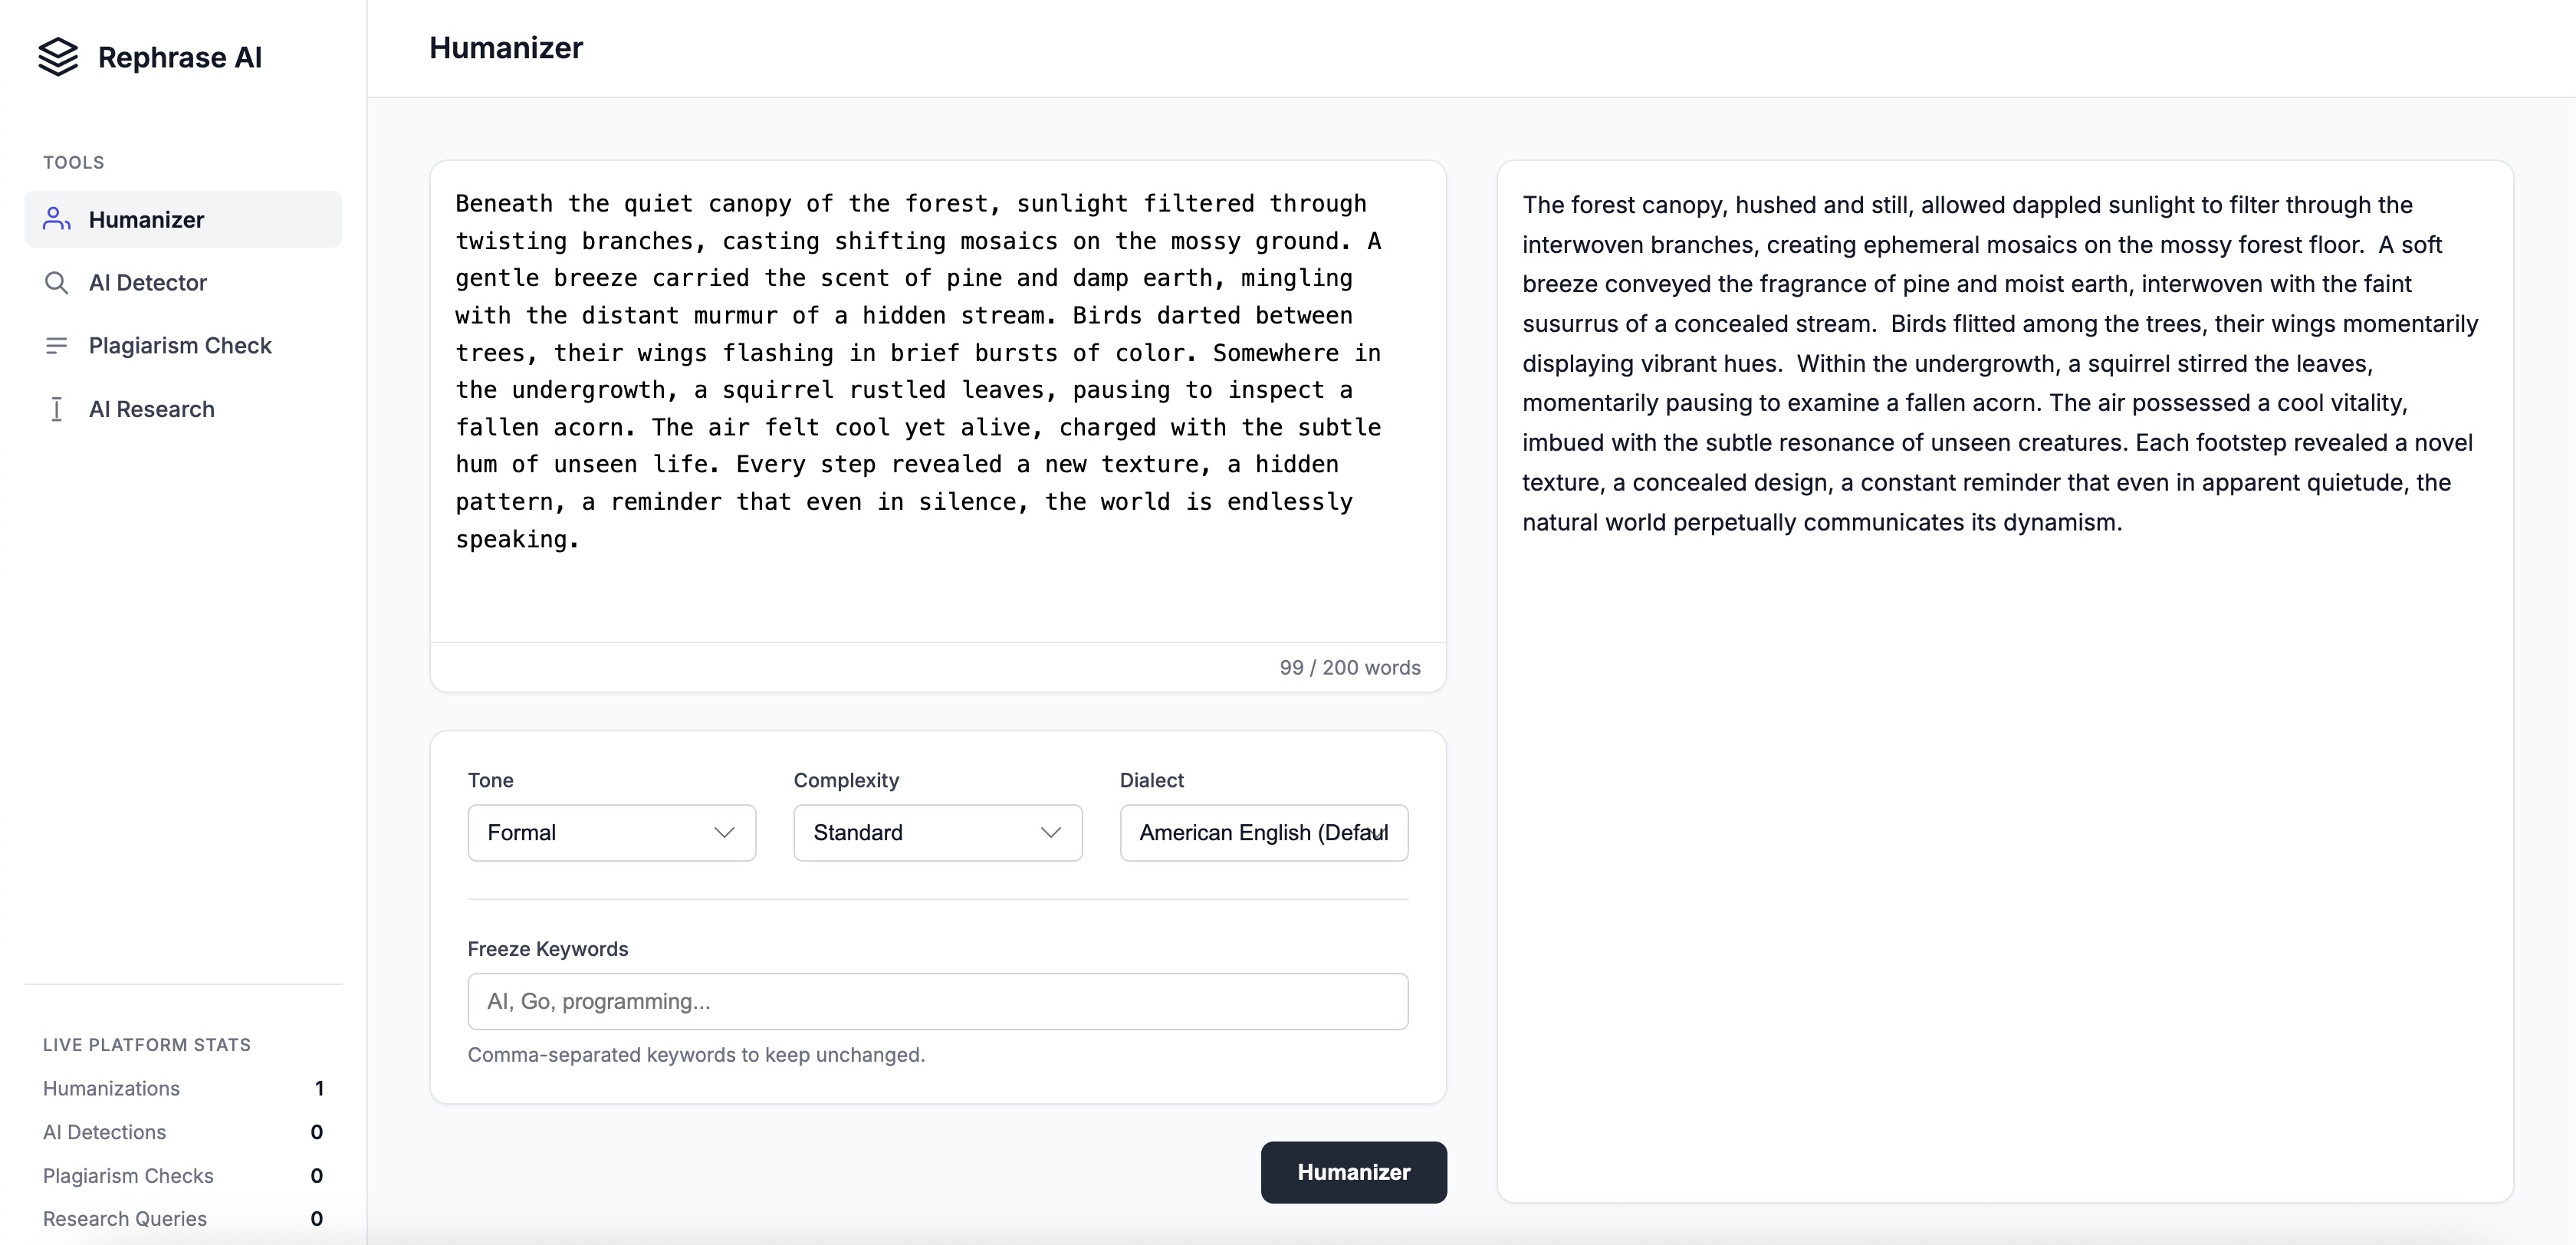 Rephrase AI
TOOLS
Humanizer
AI Detector
Plagiarism Check
AI Research
LIVE PLATFORM STATS
Humanizations 1
AI Detections 0
Plagiarism Checks 0
Research Queries 0
Humanizer
Beneath the quiet canopy of the forest, sunlight filtered through
twisting branches, casting shifting mosaics on the mossy ground. A
gentle breeze carried the scent of pine and damp earth, mingling
with the distant murmur of a hidden stream. Birds darted between
trees, their wings flashing in brief bursts of color. Somewhere in
the undergrowth, a squirrel rustled leaves, pausing to inspect a
fallen acorn. The air felt cool yet alive, charged with the subtle
hum of unseen life. Every step revealed a new texture, a hidden
pattern, a reminder that even in silence, the world is endlessly
speaking.
99 / 200 words
Tone
Formal
Complexity
Standard
Dialect
American English (Defaul
Freeze Keywords
AI, Go, programming...
Comma-separated keywords to keep unchanged.
Humanizer
The forest canopy, hushed and still, allowed dappled sunlight to filter through the
interwoven branches, creating ephemeral mosaics on the mossy forest floor.  A soft
breeze conveyed the fragrance of pine and moist earth, interwoven with the faint
susurrus of a concealed stream.  Birds flitted among the trees, their wings momentarily
displaying vibrant hues.  Within the undergrowth, a squirrel stirred the leaves,
momentarily pausing to examine a fallen acorn. The air possessed a cool vitality,
imbued with the subtle resonance of unseen creatures. Each footstep revealed a novel
texture, a concealed design, a constant reminder that even in apparent quietude, the
natural world perpetually communicates its dynamism.